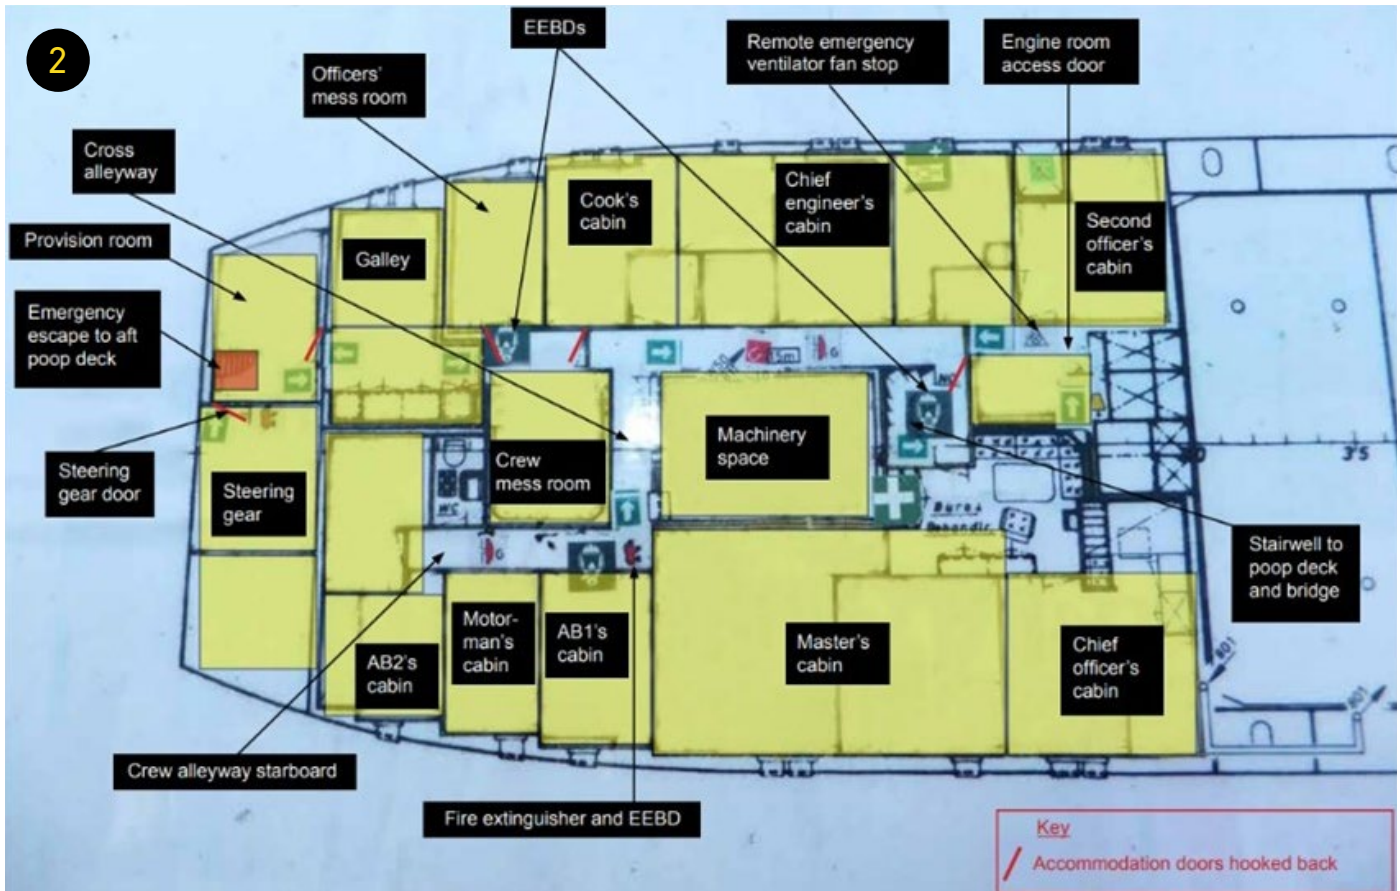 2
EEBDs
Remote emergency
ventilator fan stop
Engine room
access door
Officers'
mess room
Cross
alleyway
Cook's
cabin
Chief
engineer's
cabin
Second
officer's
cabin
Provision room
Galley
Emergency
escape to aft
poop deck
Steering
gear door
Steering
gear
Crew
mess room
Machinery
space
WC
G
G
3'5
Stairwell to
poop deck
and bridge
AB2's
cabin
Motor-
man's
cabin
AB1's
cabin
Master's
cabin
Chief
officer's
cabin
Crew alleyway starboard
Fire extinguisher and EEBD
Key
Accommodation doors hooked back